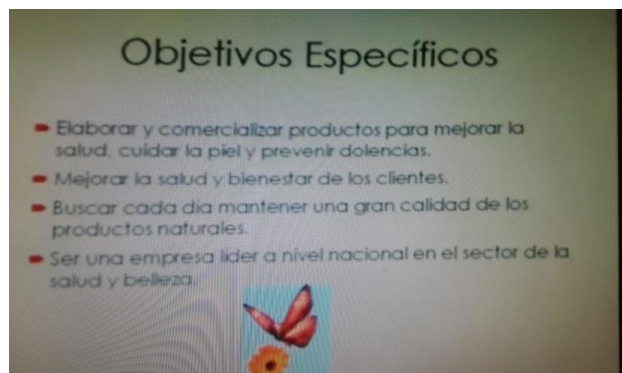 Objetivos Específicos
Elaborar y comercializar productos para mejorar la
salud, cuidar la piel y prevenir dolencias.
Mejorar la salud y bienestar de los clientes.
Buscar cada dia mantener una gran calidad de los
productos naturales.
Ser una empresa lider a nivel nacional en el sector de la
salud y belleza.